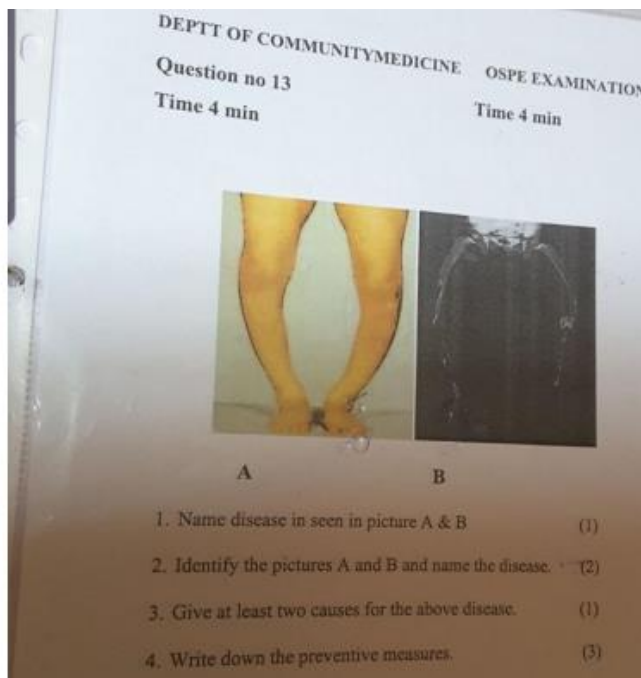 DEPTT OF COMMUNITYMEDICINE OSPE EXAMINATION
Question no 13
Time 4 min Time 4 min
A B
1. Name disease in seen in picture A & B (1)
2. Identify the pictures A and B and name the disease. (2)
3. Give at least two causes for the above disease. (1)
4. Write down the preventive measures. (3)